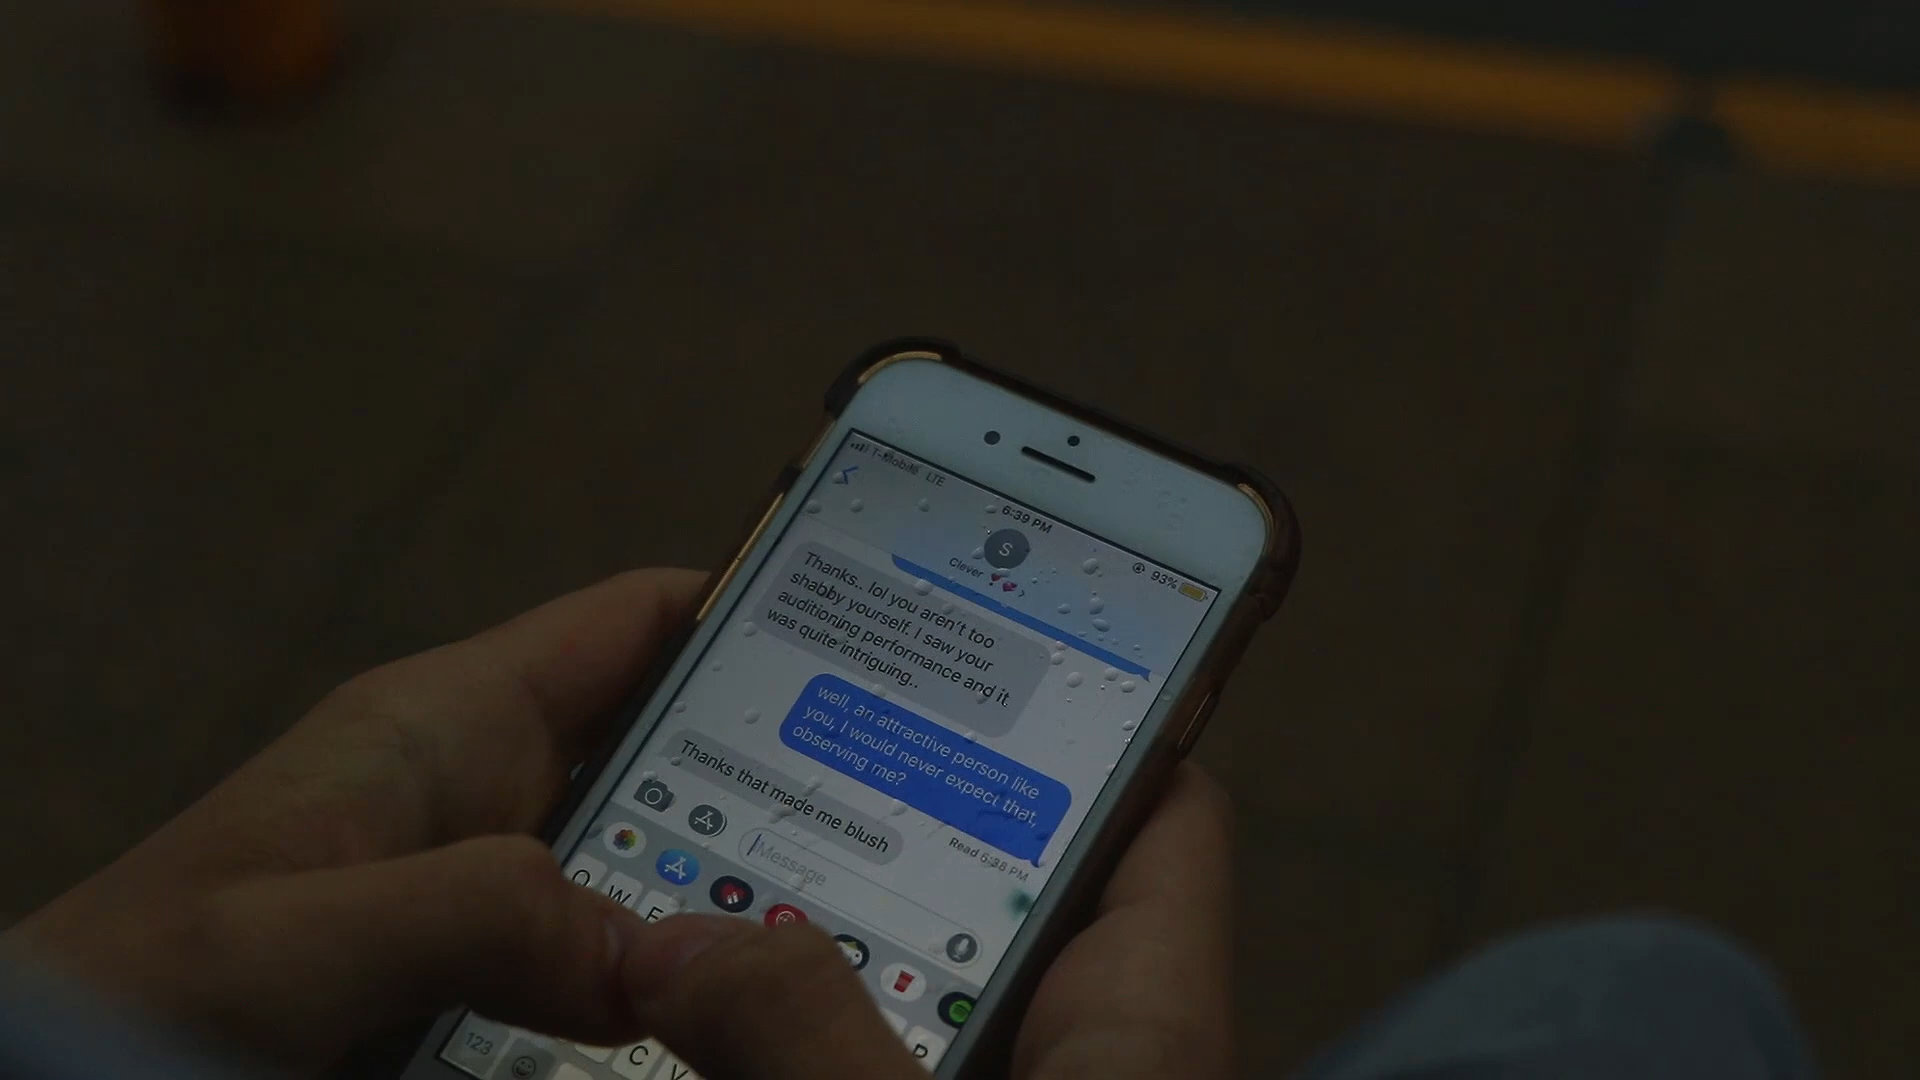 T-Mobile LTE
6:39 PM
93%
S
Clever
Thanks.. lol you aren't too
shabby yourself. I saw your
auditioning performance and it
was quite intriguing..
well, an attractive person like
you, I would never expect that,
observing me?
Read 6:38 PM
Thanks that made me blush
Message
Q W E
P
C V
123